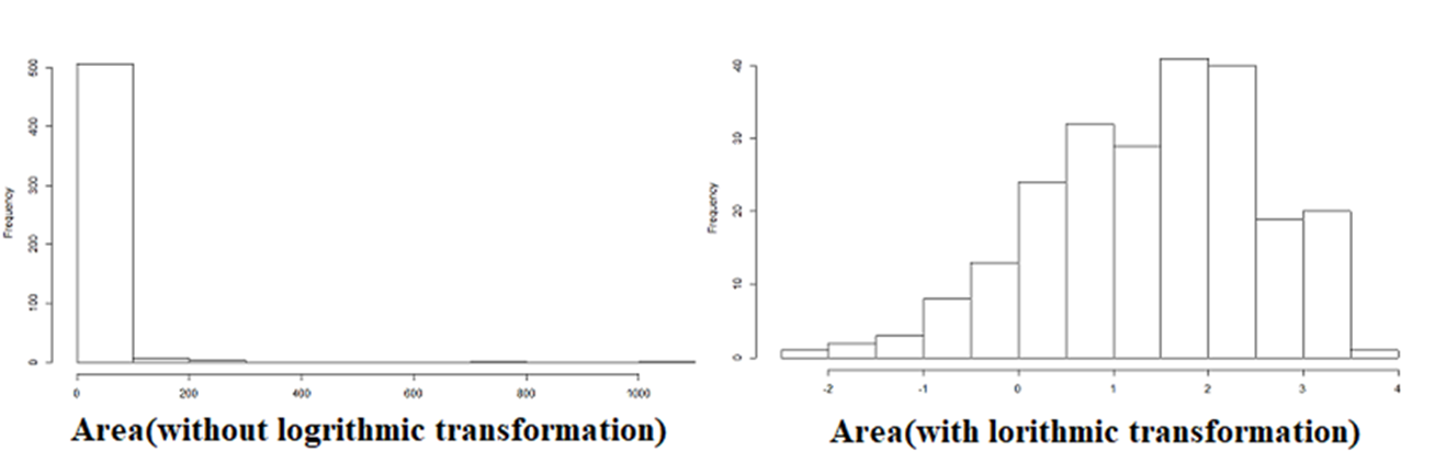 Frequency
500
400
300
200
100
0
0 200 400 600 800 1000
Area(without logrithmic transformation)
Frequency
40
30
20
10
0
-2 -1 0 1 2 3 4
Area(with lorithmic transformation)